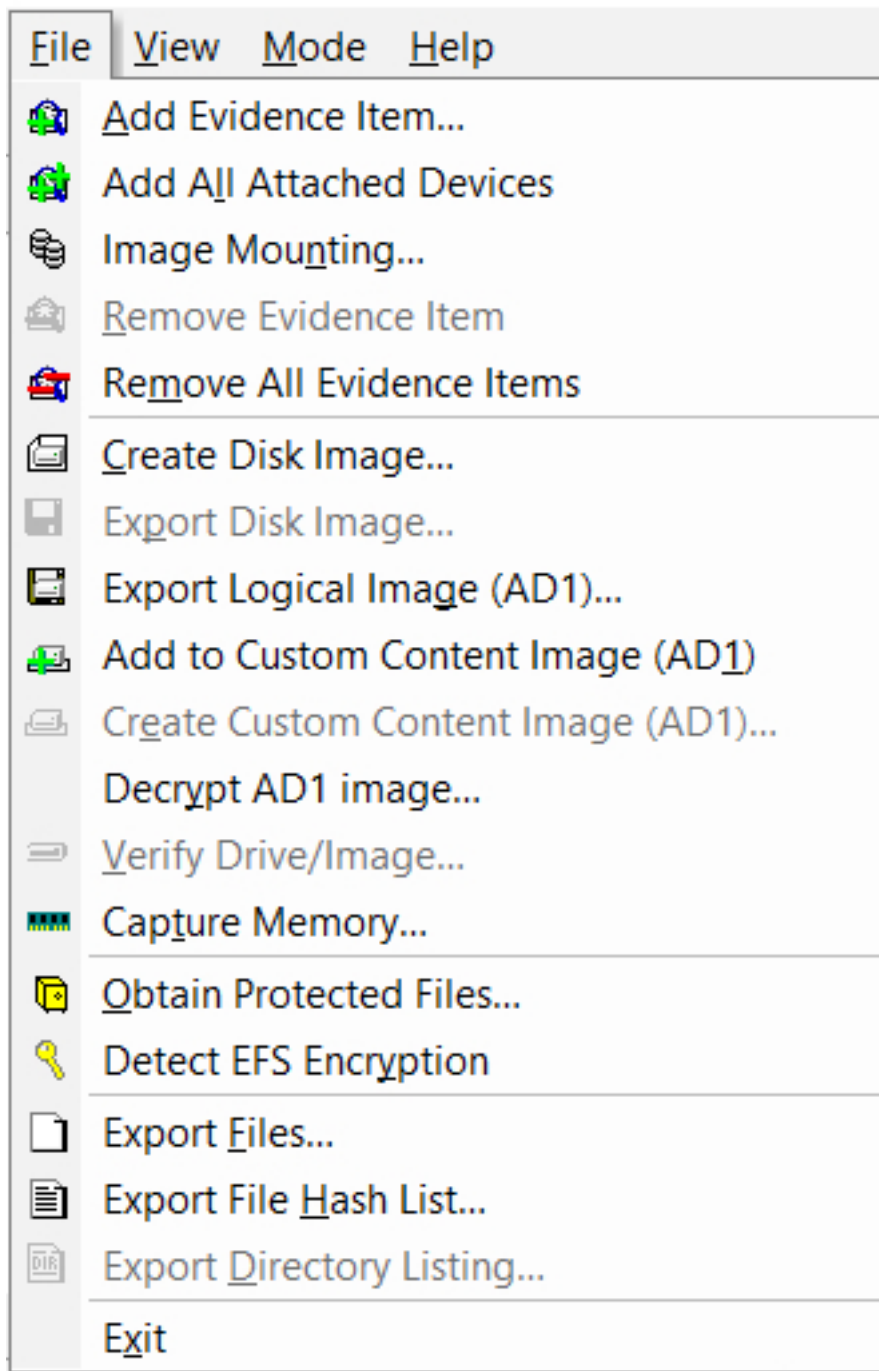 File View Mode Help
Add Evidence Item...
Add All Attached Devices
Image Mounting...
Remove Evidence Item
Remove All Evidence Items
Create Disk Image...
Export Disk Image...
Export Logical Image (AD1)...
Add to Custom Content Image (AD1)
Create Custom Content Image (AD1)...
Decrypt AD1 image...
Verify Drive/Image...
Capture Memory...
Obtain Protected Files...
Detect EFS Encryption
Export Files...
Export File Hash List...
DIR Export Directory Listing...
Exit